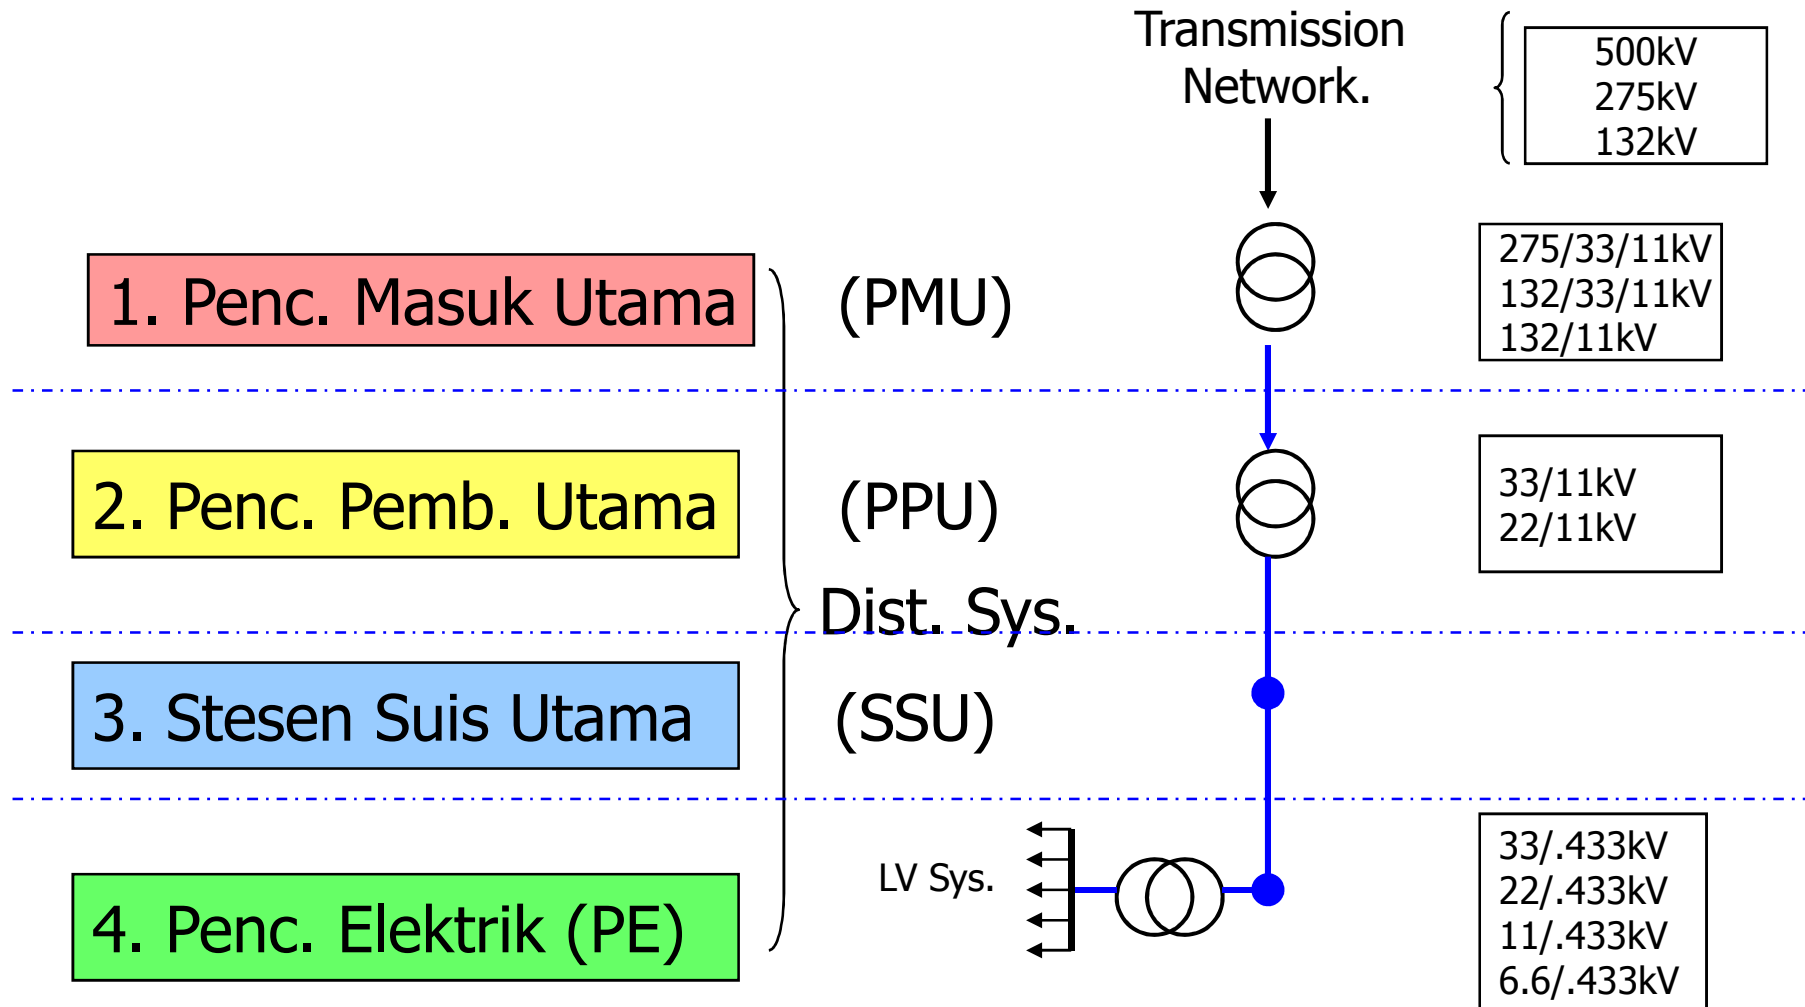 Transmission
Network.
500kV
275kV
132kV
1. Penc. Masuk Utama
(PMU)
275/33/11kV
132/33/11kV
132/11kV
2. Penc. Pemb. Utama
(PPU)
33/11kV
22/11kV
Dist. Sys.
3. Stesen Suis Utama
(SSU)
4. Penc. Elektrik (PE)
LV Sys.
33/.433kV
22/.433kV
11/.433kV
6.6/.433kV